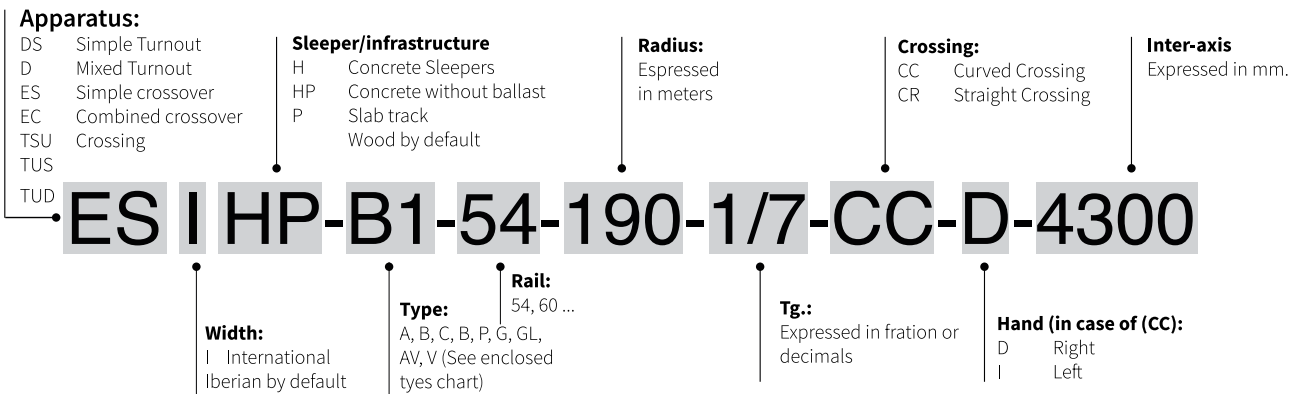 Apparatus:
DS Simple Turnout
D Mixed Turnout
ES Simple crossover
EC Combined crossover
TSU Crossing
TUS
TUD
Sleeper/infrastructure
H Concrete Sleepers
HP Concrete without ballast
P Slab track
Wood by default
Radius:
Espressed
in meters
Crossing:
CC Curved Crossing
CR Straight Crossing
Inter-axis
Expressed in mm.
ES I HP-B1-54-190-1/7-CC-D-4300
Width:
I International
Iberian by default
Type:
A, B, C, B, P, G, GL,
AV, V (See enclosed
tyes chart)
Rail:
54, 60 ...
Tg.:
Expressed in fration or
decimals
Hand (in case of (CC):
D Right
I Left